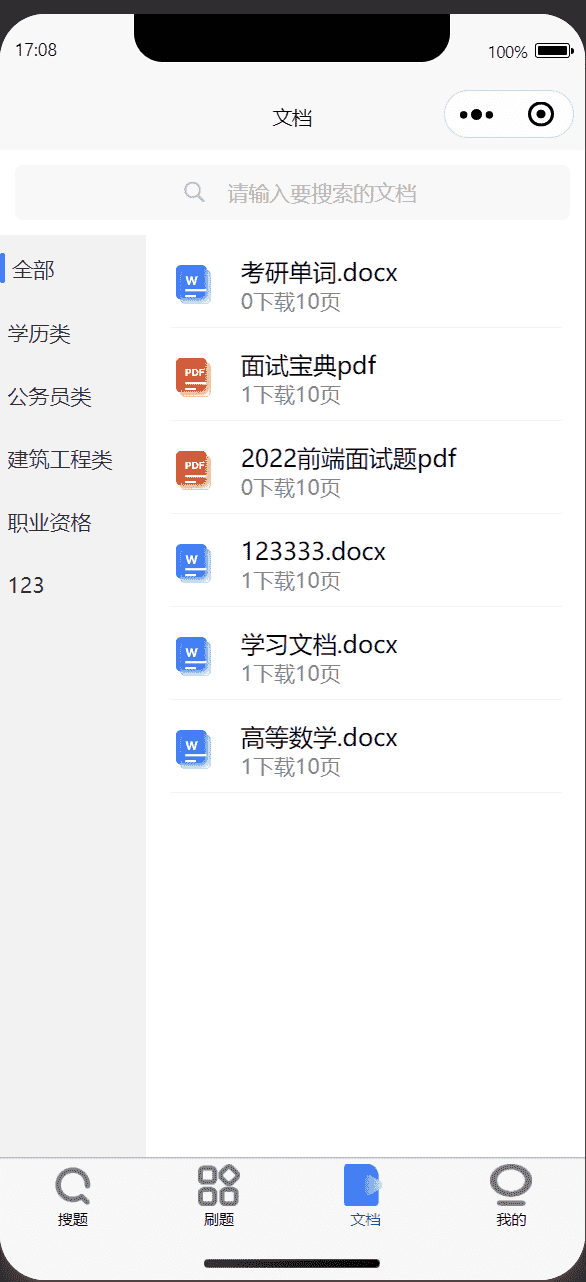 17:08
100%
文档
请输入要搜索的文档
全部
学历类
公务员类
建筑工程类
职业资格
123
W
考研单词.docx
0下载10页
PDF
面试宝典pdf
1下载10页
PDF
2022前端面试题pdf
0下载10页
W
123333.docx
1下载10页
W
学习文档.docx
1下载10页
W
高等数学.docx
1下载10页
搜题
刷题
文档
我的